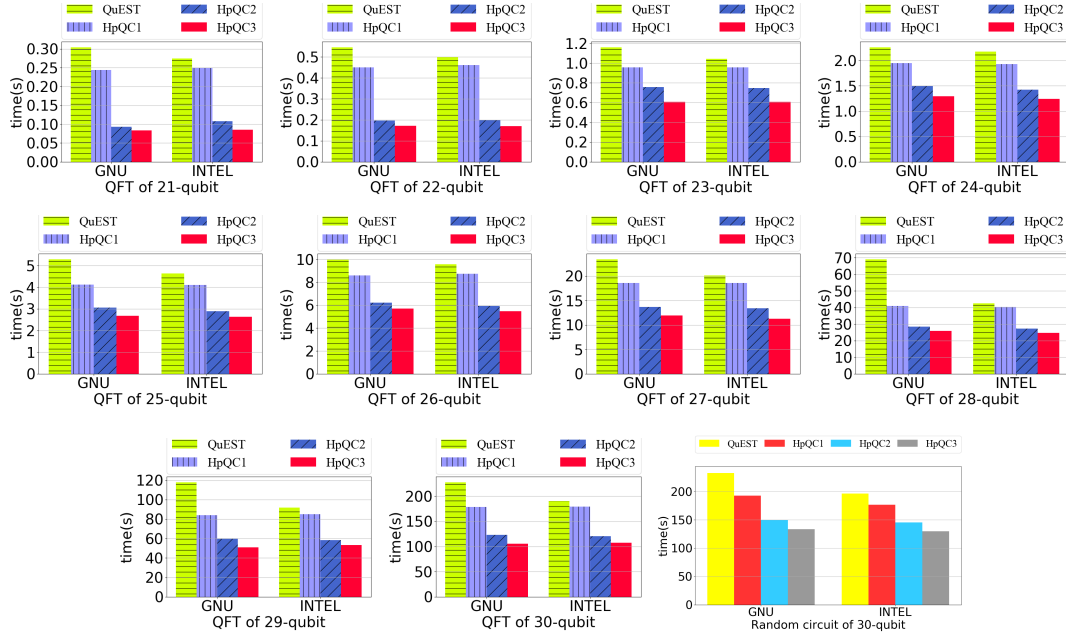 QuEST HpQC2
HpQC1 HpQC3
0.30
0.25
0.20
0.15
0.10
0.05
0.00
time(s)
GNU INTEL
QFT of 21-qubit
QuEST HpQC2
HpQC1 HpQC3
0.5
0.4
0.3
0.2
0.1
0.0
time(s)
GNU INTEL
QFT of 22-qubit
QuEST HpQC2
HpQC1 HpQC3
1.2
1.0
0.8
0.6
0.4
0.2
0.0
time(s)
GNU INTEL
QFT of 23-qubit
QuEST HpQC2
HpQC1 HpQC3
2.0
1.5
1.0
0.5
0.0
time(s)
GNU INTEL
QFT of 24-qubit
QuEST HpQC2
HpQC1 HpQC3
5
4
3
2
1
0
time(s)
GNU INTEL
QFT of 25-qubit
QuEST HpQC2
HpQC1 HpQC3
10
8
6
4
2
0
time(s)
GNU INTEL
QFT of 26-qubit
QuEST HpQC2
HpQC1 HpQC3
20
15
10
5
0
time(s)
GNU INTEL
QFT of 27-qubit
QuEST HpQC2
HpQC1 HpQC3
70
60
50
40
30
20
10
0
time(s)
GNU INTEL
QFT of 28-qubit
QuEST HpQC2
HpQC1 HpQC3
120
100
80
60
40
20
0
time(s)
GNU INTEL
QFT of 29-qubit
QuEST HpQC2
HpQC1 HpQC3
200
150
100
50
0
time(s)
GNU INTEL
QFT of 30-qubit
QuEST HpQC1 HpQC2 HpQC3
200
150
100
50
0
time(s)
GNU INTEL
Random circuit of 30-qubit